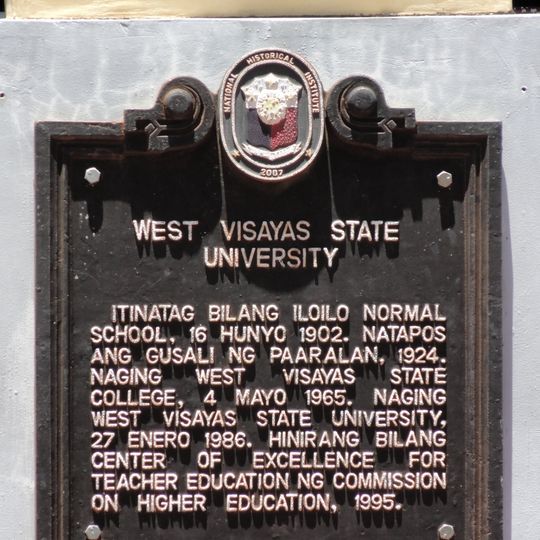 NATIONAL HISTORICAL INSTITUTE
2007
WEST VISAYAS STATE
UNIVERSITY
ITINATAG BILANG ILOILO NORMAL
SCHOOL, 16 HUNYO 1902. NATAPOS
ANG GUSALI NG PAARALAN, 1924.
NAGING WEST VISAYAS STATE
COLLEGE, 4 MAYO 1965. NAGING
WEST VISAYAS STATE UNIVERSITY,
27 ENERO 1986. HINIRANG BILANG
CENTER OF EXCELLENCE FOR
TEACHER EDUCATION NG COMMISSION
ON HIGHER EDUCATION, 1995.